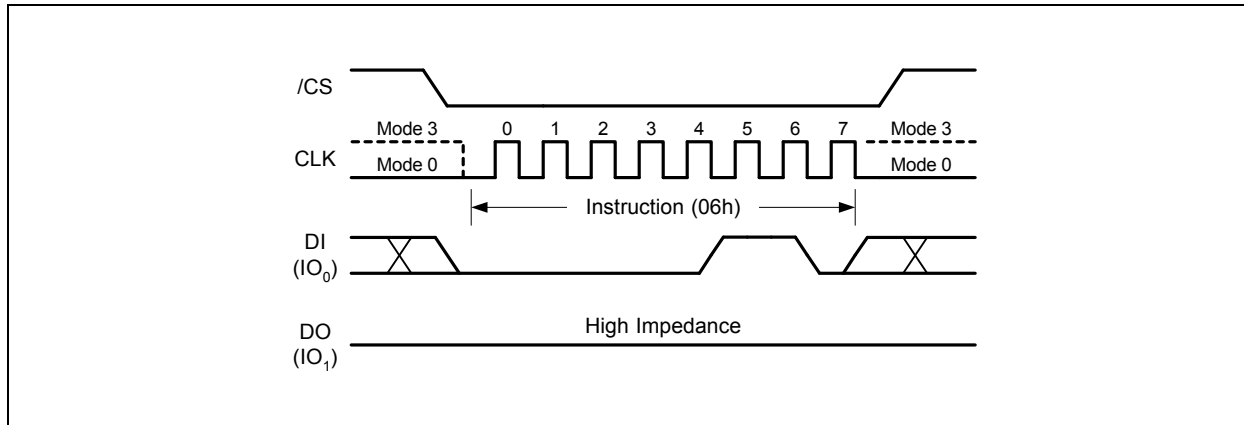 /CS
Mode 3 0 1 2 3 4 5 6 7 Mode 3
CLK
Mode 0 Mode 0
Instruction (06h)
DI
(IO₀)
High Impedance
DO
(IO₁)